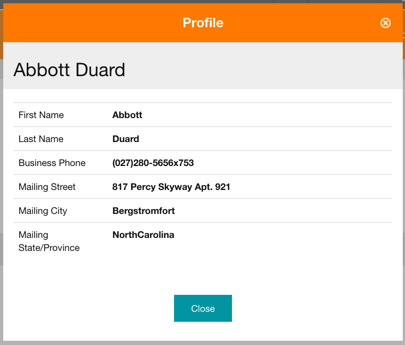 Profile
Abbott Duard
First Name Abbott
Last Name Duard
Business Phone (027)280-5656x753
Mailing Street 817 Percy Skyway Apt. 921
Mailing City Bergstromfort
Mailing NorthCarolina
State/Province
Close